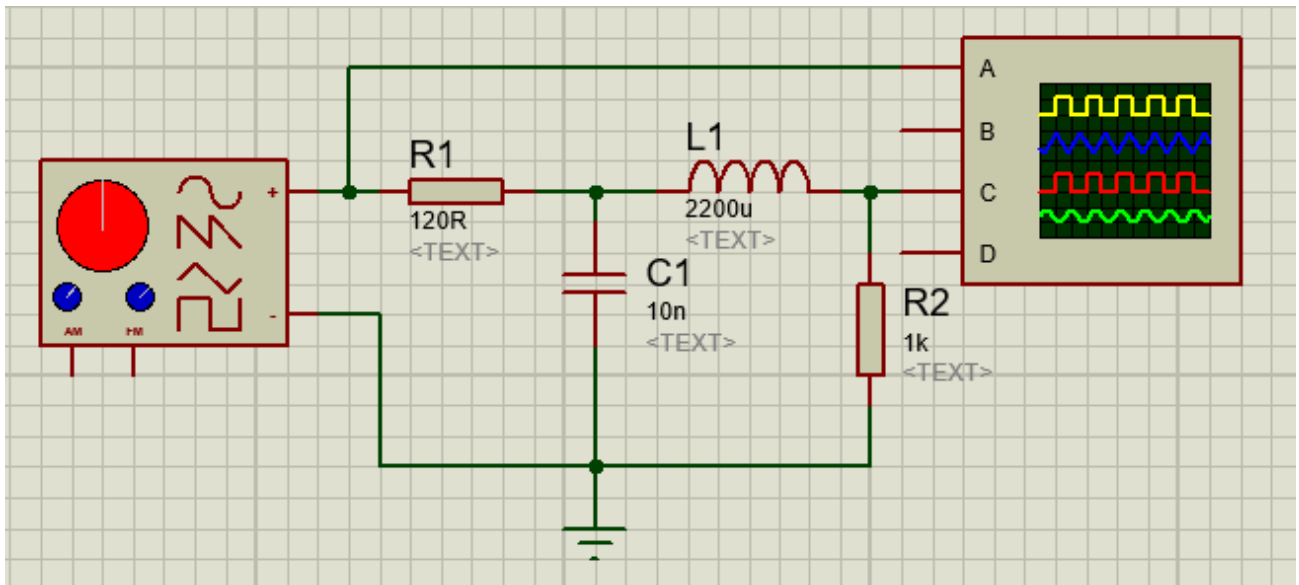 A
B
L1
R1
+
C
2200u
120R
<TEXT>
<TEXT>
D
C1
R2
10n
-
AM
FM
1k
<TEXT>
<TEXT>